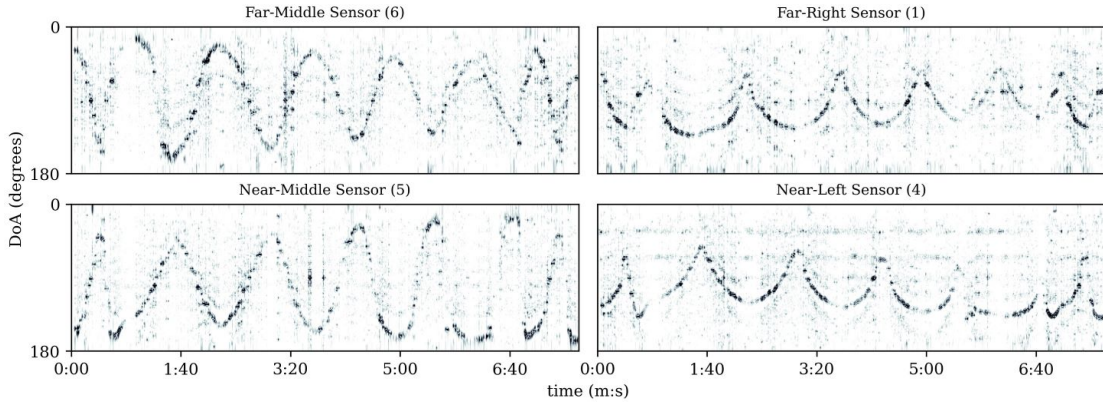 Far-Middle Sensor (6)
Far-Right Sensor (1)
0
180
Near-Middle Sensor (5)
Near-Left Sensor (4)
DoA (degrees)
0
180
0:00
1:40
3:20
5:00
6:40
0:00
1:40
3:20
5:00
6:40
time (m:s)